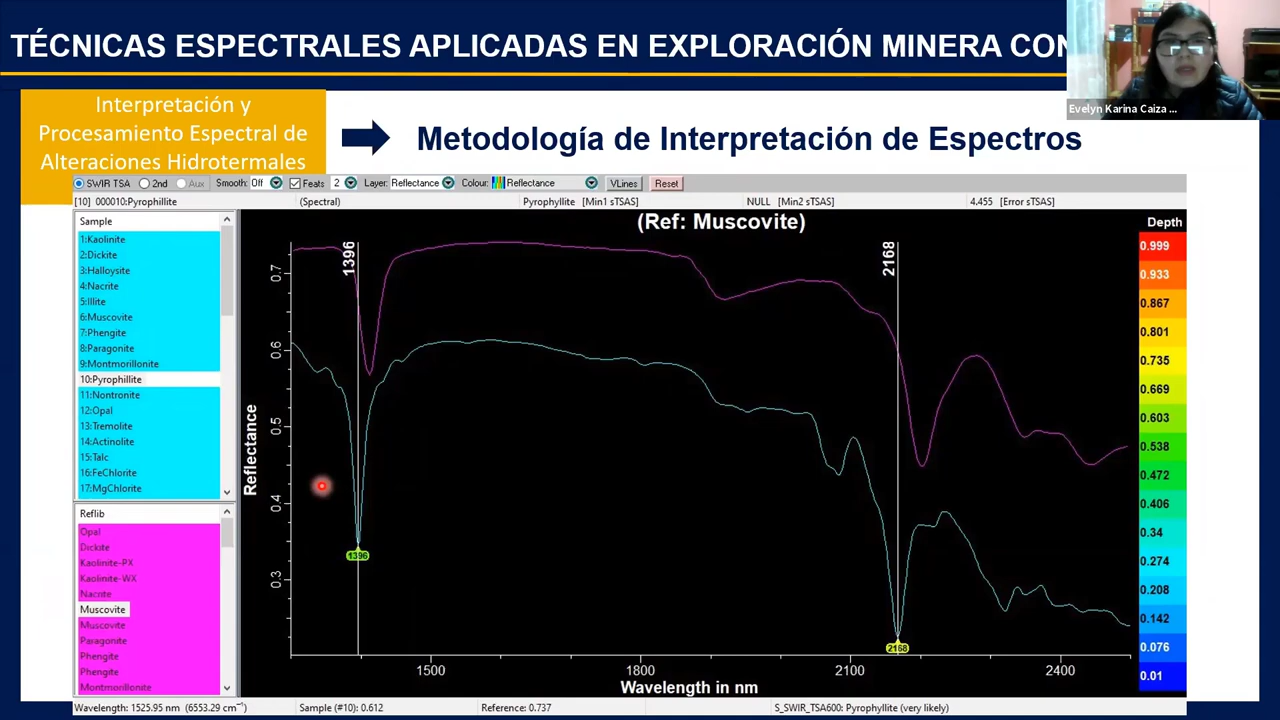 TÉCNICAS ESPECTRALES APLICADAS EN EXPLORACIÓN MINERA CON
Evelyn Karina Caiza ...
Interpretación y
Procesamiento Espectral de
Alteraciones Hidrotermales
Metodología de Interpretación de Espectros
SWIR TSA 2nd Aux Smooth: Off Feats 2 Layer: Reflectance Colour: Reflectance VLines Reset
[10] 000010:Pyrophillite (Spectral) Pyrophyllite [Min1 sTSAS] NULL [Min2 sTSAS] 4.455 [Error sTSAS]
Sample
1:Kaolinite
2:Dickite
3:Halloysite
4:Nacrite
5:Illite
6:Muscovite
7:Phengite
8:Paragonite
9:Montmorillonite
10:Pyrophillite
11:Nontronite
12:Opal
13:Tremolite
14:Actinolite
15:Talc
16:FeChlorite
17:MgChlorite
Reflib
Opal
Dickite
Kaolinite-PX
Kaolinite-WX
Nacrite
Muscovite
Muscovite
Paragonite
Phengite
Phengite
Montmorillonite
(Ref: Muscovite)
1396
2168
Reflectance
0.7
0.6
0.5
0.4
0.3
1396
2168
1500 1800 2100 2400
Wavelength in nm
Depth
0.999
0.933
0.867
0.801
0.735
0.669
0.603
0.538
0.472
0.406
0.34
0.274
0.208
0.142
0.076
0.01
Wavelength: 1525.95 nm (6553.29 cm⁻¹) Sample (#10): 0.612 Reference: 0.737 S_SWIR_TSA600: Pyrophyllite (very likely)